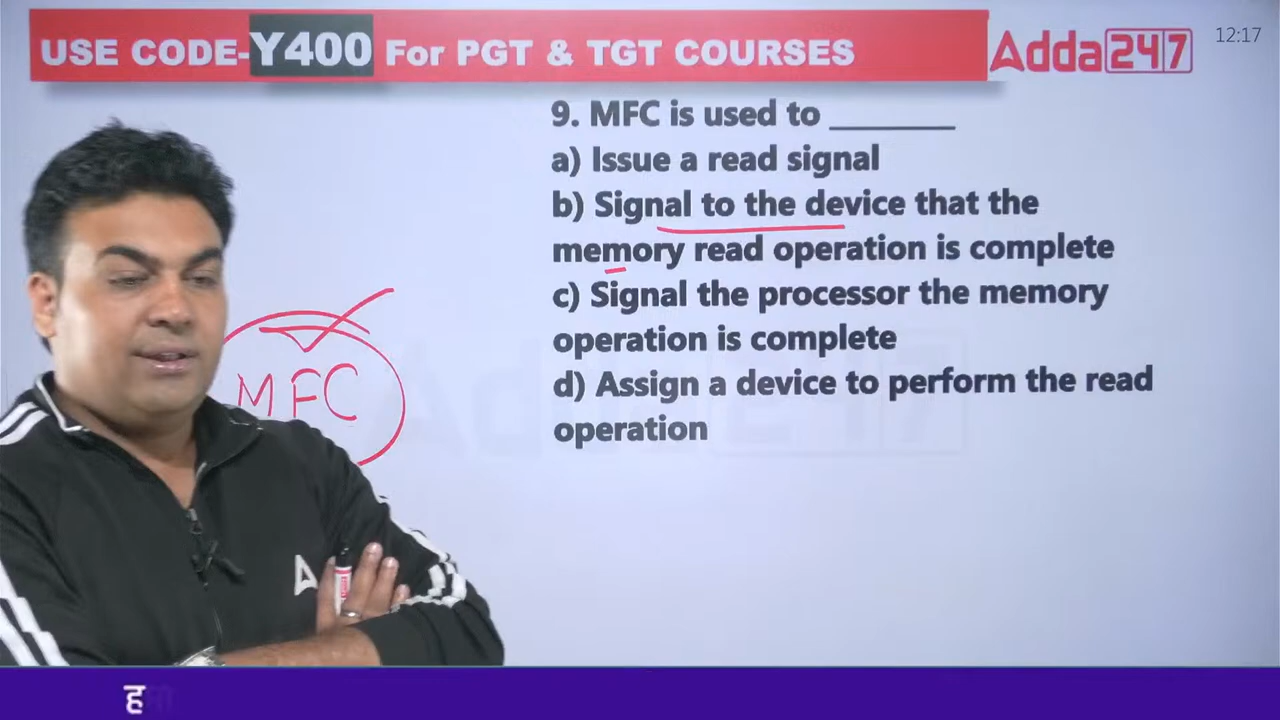 USE CODE-Y400 For PGT & TGT COURSES
Adda247
12:17
9. MFC is used to ________
a) Issue a read signal
b) Signal to the device that the
memory read operation is complete
c) Signal the processor the memory
operation is complete
d) Assign a device to perform the read
operation
MFC